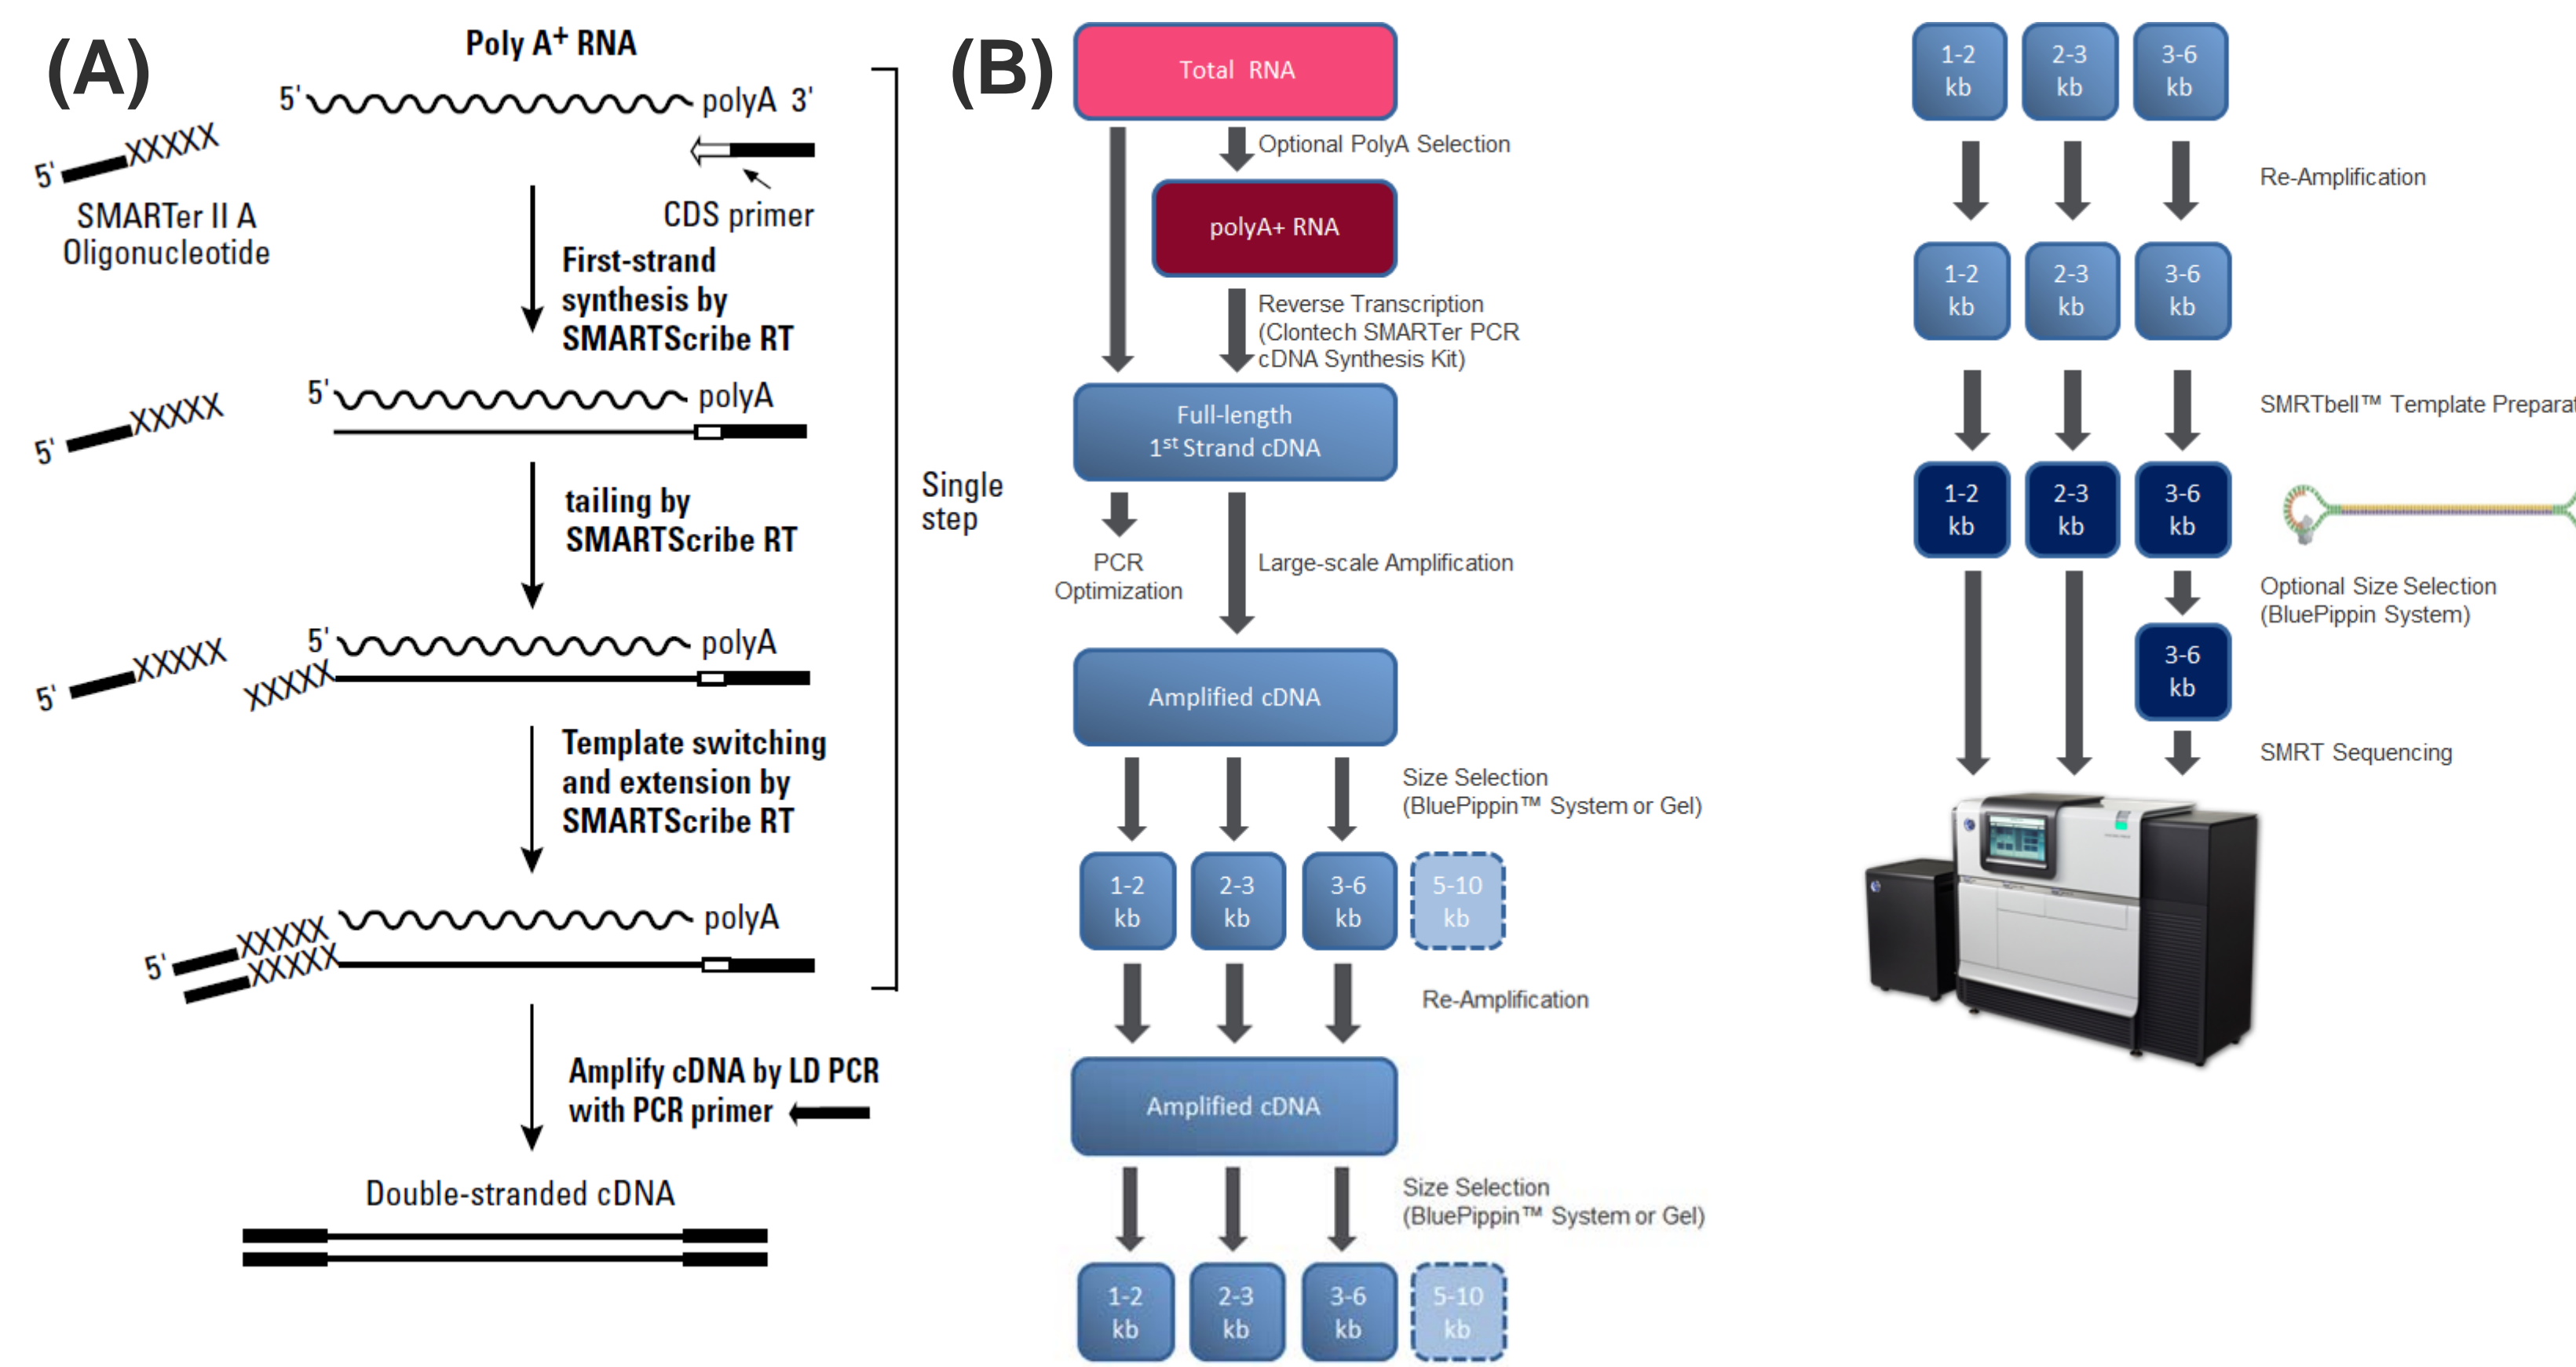 (A)
Poly A+ RNA
5' polyA 3'
5' XXXXX
SMARTer II A
Oligonucleotide
CDS primer
First-strand
synthesis by
SMARTScribe RT
5' polyA
5' XXXXX
tailing by
SMARTScribe RT
5' polyA
5' XXXXX XXXXX
Template switching
and extension by
SMARTScribe RT
polyA
5' XXXXX
XXXXX
Single
step
Amplify cDNA by LD PCR
with PCR primer
Double-stranded cDNA
(B)
Total RNA
Optional PolyA Selection
polyA+ RNA
Reverse Transcription
(Clontech SMARTer PCR
cDNA Synthesis Kit)
Full-length
1st Strand cDNA
PCR
Optimization
Large-scale Amplification
Amplified cDNA
Size Selection
(BluePippin™ System or Gel)
1-2 kb
2-3 kb
3-6 kb
5-10 kb
Re-Amplification
Amplified cDNA
Size Selection
(BluePippin™ System or Gel)
1-2 kb
2-3 kb
3-6 kb
5-10 kb
1-2 kb
2-3 kb
3-6 kb
Re-Amplification
1-2 kb
2-3 kb
3-6 kb
SMRTbell™ Template
1-2 kb
2-3 kb
3-6 kb
Optional Size Selection
(BluePippin System)
3-6 kb
SMRT Sequencing